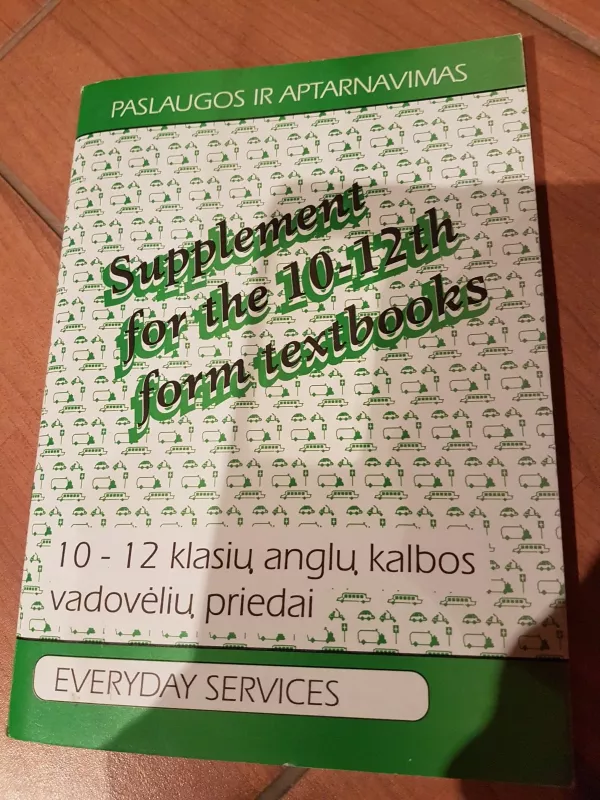 PASLAUGOS IR APTARNAVIMAS
Supplement
for the 10-12th
form textbooks
10 - 12 klasių anglų kalbos
vadovėlių priedai
EVERYDAY SERVICES